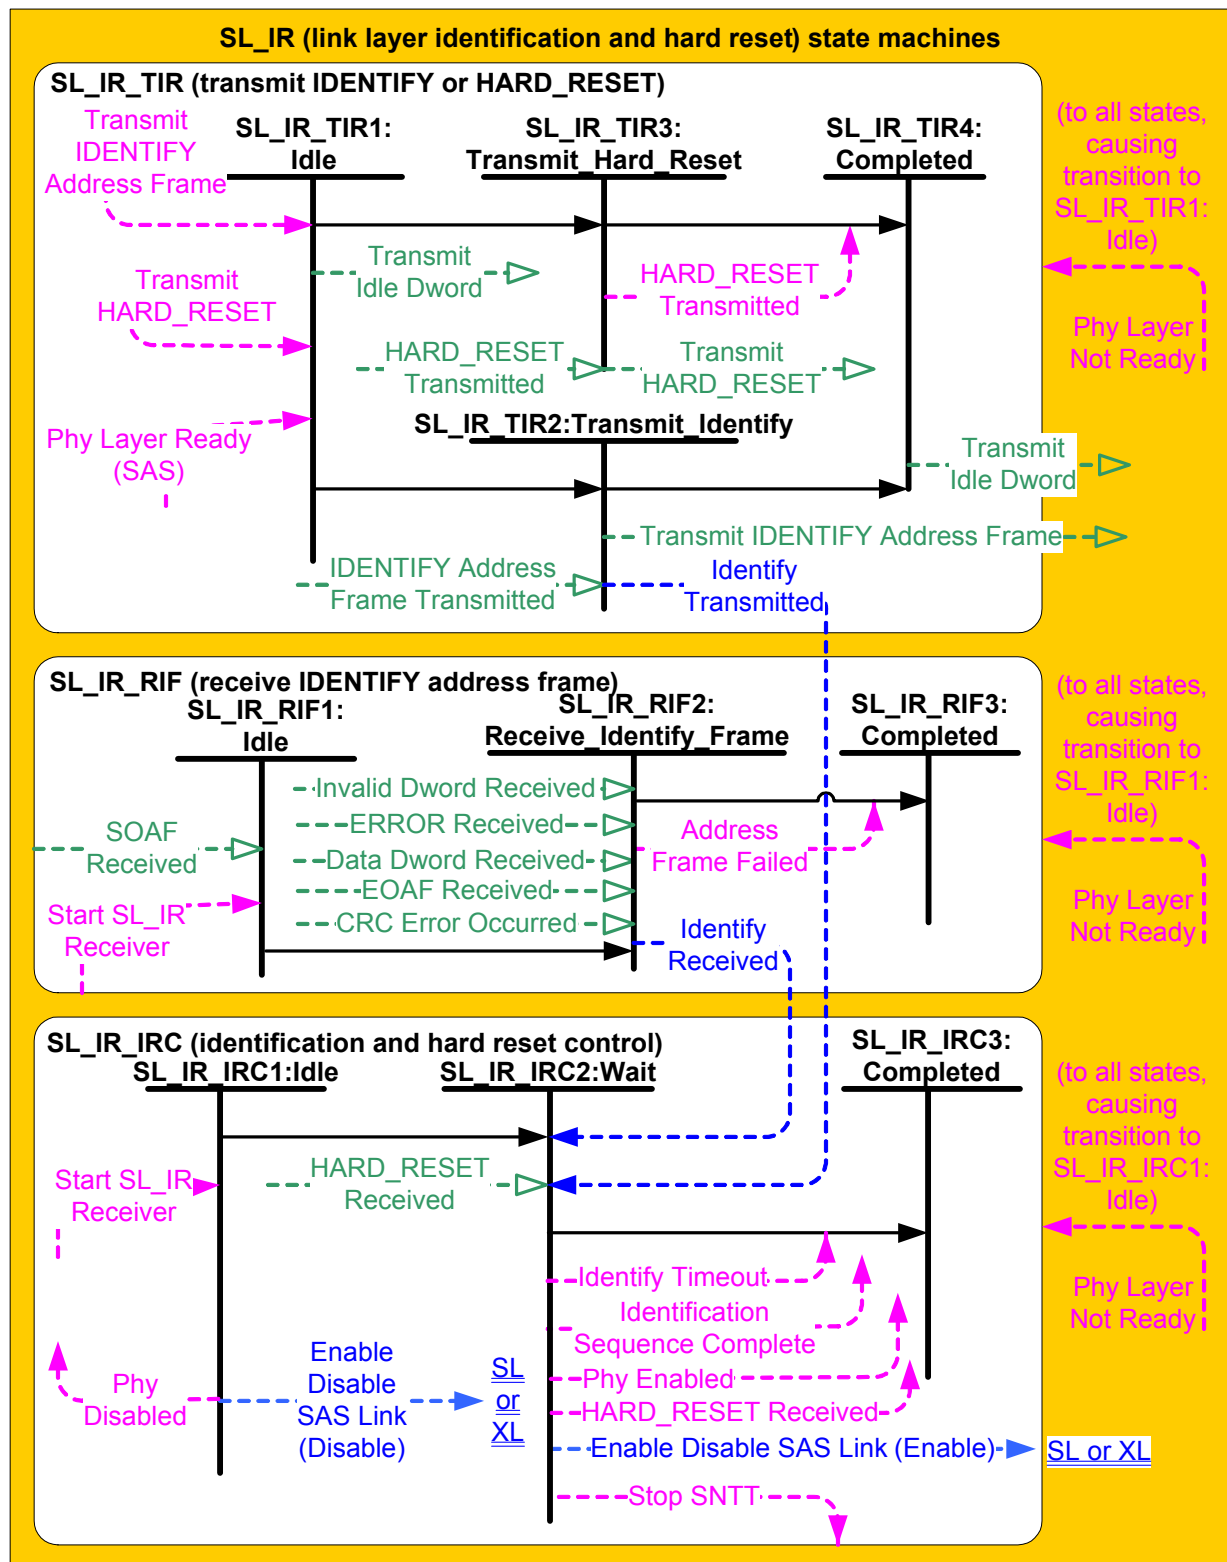 SL_IR (link layer identification and hard reset) state machines
SL_IR_TIR (transmit IDENTIFY or HARD_RESET)
Transmit
IDENTIFY
Address Frame
SL_IR_TIR1:
Idle
SL_IR_TIR3:
Transmit_Hard_Reset
SL_IR_TIR4:
Completed
(to all states,
causing
transition to
SL_IR_TIR1:
Idle)
Transmit
Idle Dword
HARD_RESET
Transmitted
Transmit
HARD_RESET
Phy Layer
Not Ready
HARD_RESET
Transmitted
Transmit
HARD_RESET
SL_IR_TIR2:Transmit_Identify
Phy Layer Ready
(SAS)
Transmit
Idle Dword
Transmit IDENTIFY Address Frame
IDENTIFY Address
Frame Transmitted
Identify
Transmitted
SL_IR_RIF (receive IDENTIFY address frame)
SL_IR_RIF1:
Idle
SL_IR_RIF2:
Receive_Identify_Frame
SL_IR_RIF3:
Completed
(to all states,
causing
transition to
SL_IR_RIF1:
Idle)
Invalid Dword Received
ERROR Received
Data Dword Received
EOAF Received
CRC Error Occurred
SOAF
Received
Address
Frame Failed
Start SL_IR
Receiver
Identify
Received
Phy Layer
Not Ready
SL_IR_IRC (identification and hard reset control)
SL_IR_IRC1:Idle
SL_IR_IRC2:Wait
SL_IR_IRC3:
Completed
(to all states,
causing
transition to
SL_IR_IRC1:
Idle)
Start SL_IR
Receiver
HARD_RESET
Received
Identify Timeout
Identification
Sequence Complete
Phy Layer
Not Ready
Phy
Disabled
Enable
Disable
SAS Link
(Disable)
SL
or
XL
Phy Enabled
HARD_RESET Received
Enable Disable SAS Link (Enable)
SL or XL
Stop SNTT